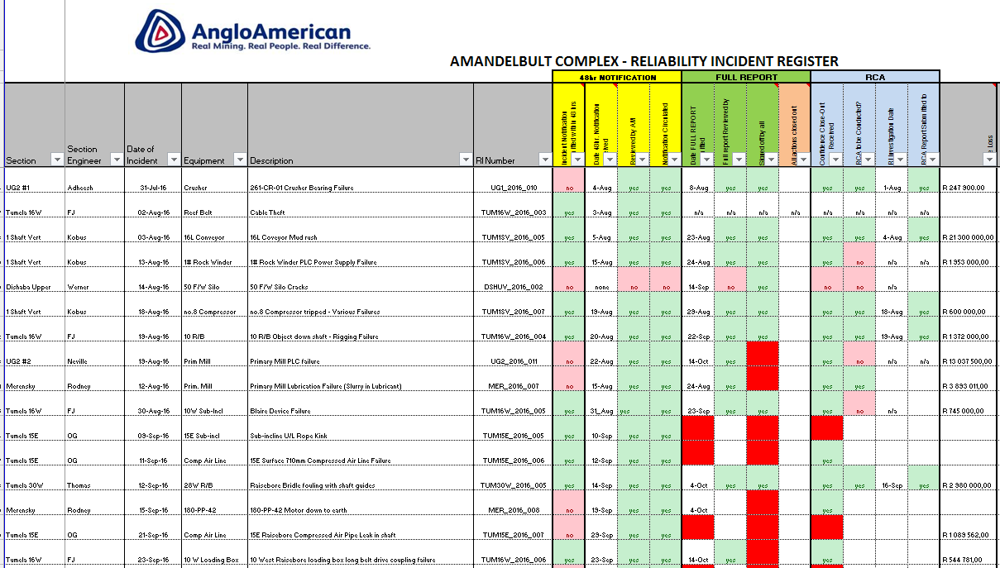 AngloAmerican
Real Mining. Real People. Real Difference.
AMANDELBULT COMPLEX - RELIABILITY INCIDENT REGISTER
48hr NOTIFICATION FULL REPORT RCA
Section Section Engineer Date of Incident Equipment Description RI Number Incident Notification itted within 48 hrs Date 48hr. Notification ived Reviewed by AM Notification Circulated Date FULL REPORT itted Full report Reviewed by Signed off by all All actions closed out Confidence Close-Out Received RCA to be Conducted? RI Investigation Date RCA Report Submitted to Loss
UG2 #1 Adheesh 31-Jul-16 Crusher 261-CR-01 Crusher Bearing Failure UG1_2016_010 no 4-Aug yes yes 8-Aug yes yes yes yes 1-Aug yes R 247 900,00
Tumela 16W FJ 02-Aug-16 Reef Belt Cable Theft TUM16W_2016_003 yes 3-Aug yes yes n/a n/a n/a n/a n/a n/a n/a n/a
1 Shaft Vert Kobus 03-Aug-16 16L Conveyor 16L Coveyor Mud rush TUM1SV_2016_005 yes 5-Aug yes yes 23-Aug yes yes yes yes 4-Aug yes R 21 300 000,00
1 Shaft Vert Kobus 13-Aug-16 1# Rock Winder 1# Rock Winder PLC Power Supply Failure TUM1SV_2016_006 yes 15-Aug yes yes 24-Aug yes yes yes no n/a n/a R 1 353 000,00
Dishaba Upper Werner 14-Aug-16 50 F/W Silo 50 F/W Silo Cracks DSHUV_2016_002 no none no no 14-Sep no yes no no n/a
1 Shaft Vert Kobus 18-Aug-16 no.8 Compressor no.8 Compressor tripped - Various Failures TUM1SV_2016_007 yes 19-Aug yes yes 29-Aug yes yes yes yes 18-Aug yes R 600 000,00
Tumela 16W FJ 19-Aug-16 10 R/B 10 R/B Object down shaft - Rigging Failure TUM16W_2016_004 yes 20-Aug yes yes 22-Sep yes yes yes yes 19-Aug yes R 1 372 000,00
UG2 #2 Neville 19-Aug-16 Prim Mill Primary Mill PLC failure UG2_2016_011 no 22-Aug yes yes 14-Oct yes yes no n/a n/a R 13 037 500,00
Merensky Rodney 12-Aug-16 Prim. Mill Primary Mill Lubrication Failure (Slurry in Lubricant) MER_2016_007 no 15-Aug yes yes 24-Aug yes yes yes R 3 893 011,00
Tumela 16W FJ 30-Aug-16 10W Sub-Incl Blaire Device Failure TUM16W_2016_005 yes 31_Aug yes yes 23-Sep yes yes yes no n/a R 745 000,00
Tumela 15E OG 09-Sep-16 15E Sub-incl Sub-incline U/L Rope Kink TUM15E_2016_005 yes 10-Sep yes yes
Tumela 15E OG 11-Sep-16 Comp Air Line 15E Surface 710mm Compressed Air Line Failure TUM15E_2016_006 yes 12-Sep yes yes yes
Tumela 30W Thomas 12-Sep-16 28W R/B Raisebore Bridle fouling with shaft guides TUM30W_2016_005 yes 14-Sep yes yes 4-Oct yes yes yes yes 16-Sep yes R 2 980 000,00
Merensky Rodney 15-Sep-16 180-PP-42 180-PP-42 Motor down to earth MER_2016_008 no 19-Sep yes yes 4-Oct yes
Tumela 15E OG 21-Sep-16 Comp Air Line 15E Raisebore Compressed Air Pipe Leak in shaft TUM15E_2016_007 no 29-Sep yes yes R 1 089 562,00
Tumela 16W FJ 23-Sep-16 10 W Loading Box 10 West Raisebore loading box long belt drive coupling failure TUM16W_2016_006 yes 23-Sep yes yes 14-Oct yes yes R 544 781,00